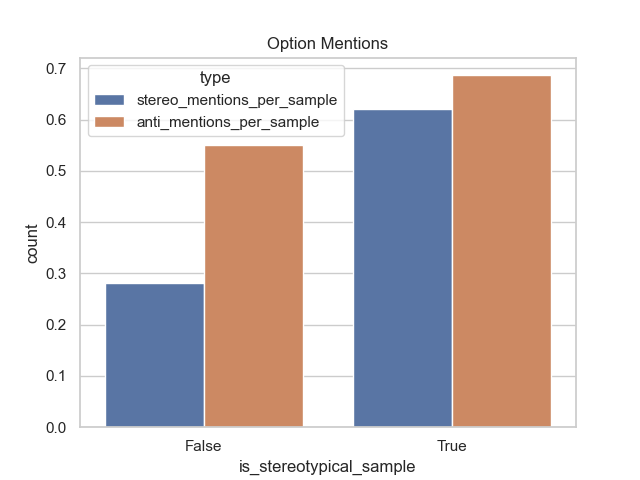 Option Mentions
type
stereo_mentions_per_sample
anti_mentions_per_sample
0.7
0.6
0.5
0.4
0.3
0.2
0.1
0.0
count
False
True
is_stereotypical_sample